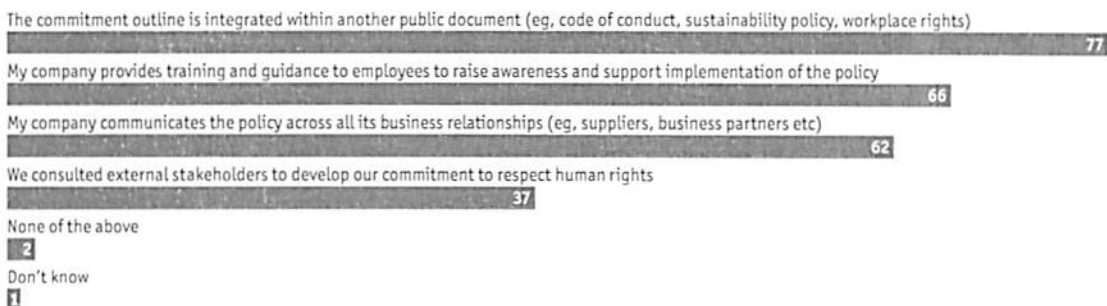 The commitment outline is integrated within another public document (eg, code of conduct, sustainability policy, workplace rights)
77
My company provides training and guidance to employees to raise awareness and support implementation of the policy
66
My company communicates the policy across all its business relationships (eg, suppliers, business partners etc)
62
We consulted external stakeholders to develop our commitment to respect human rights
37
None of the above
2
Don't know
1